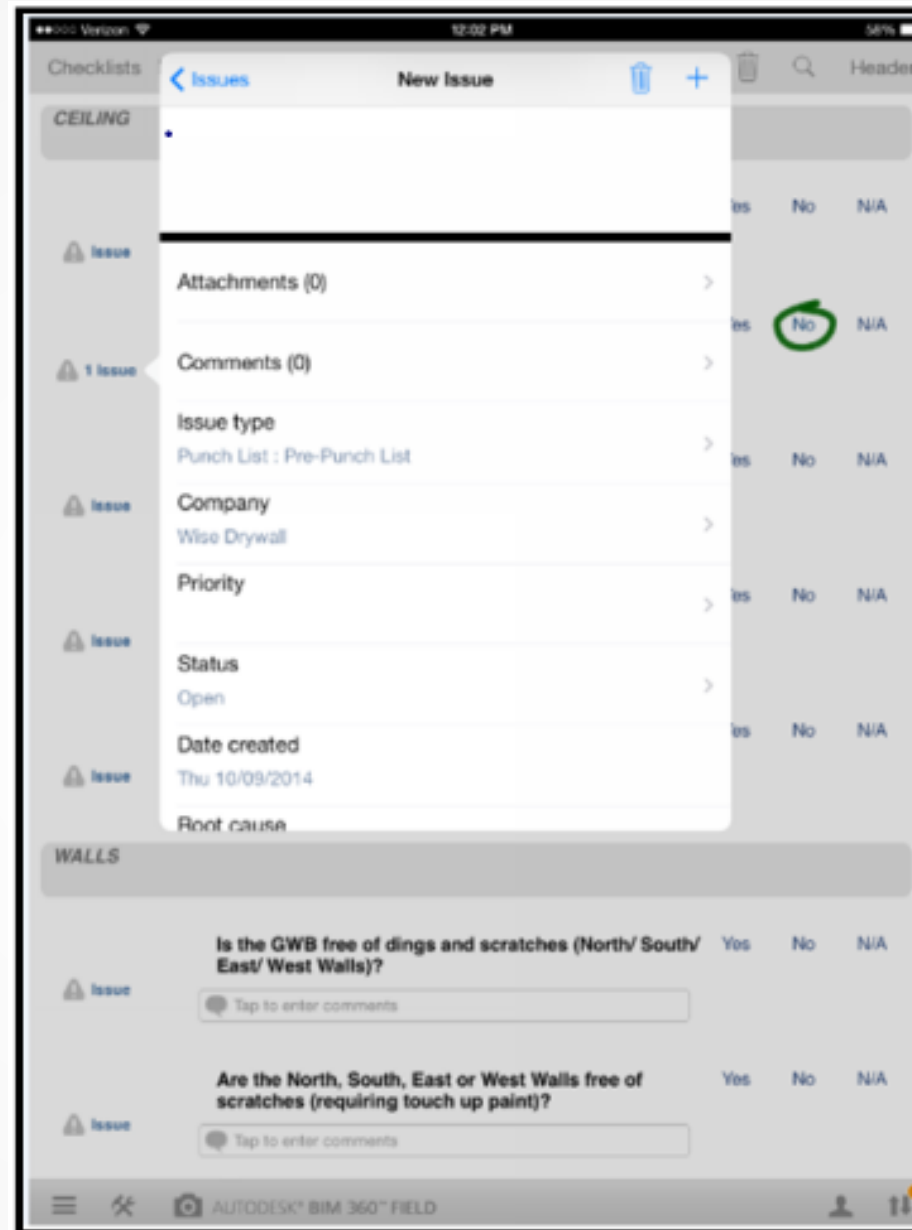 Verizon 12:02 PM 58%
Checklists Header
Issues New Issue
CEILING
Yes No N/A
Issue
Attachments (0)
Yes No N/A
1 Issue
Comments (0)
Issue type
Punch List : Pre-Punch List
Yes No N/A
Issue
Company
Wise Drywall
Priority
Yes No N/A
Issue
Status
Open
Yes No N/A
Date created
Issue
Thu 10/09/2014
Root cause
WALLS
Is the GWB free of dings and scratches (North/ South/ Yes No N/A
East/ West Walls)?
Issue
Tap to enter comments
Are the North, South, East or West Walls free of Yes No N/A
scratches (requiring touch up paint)?
Issue
Tap to enter comments
AUTODESK® BIM 360™ FIELD